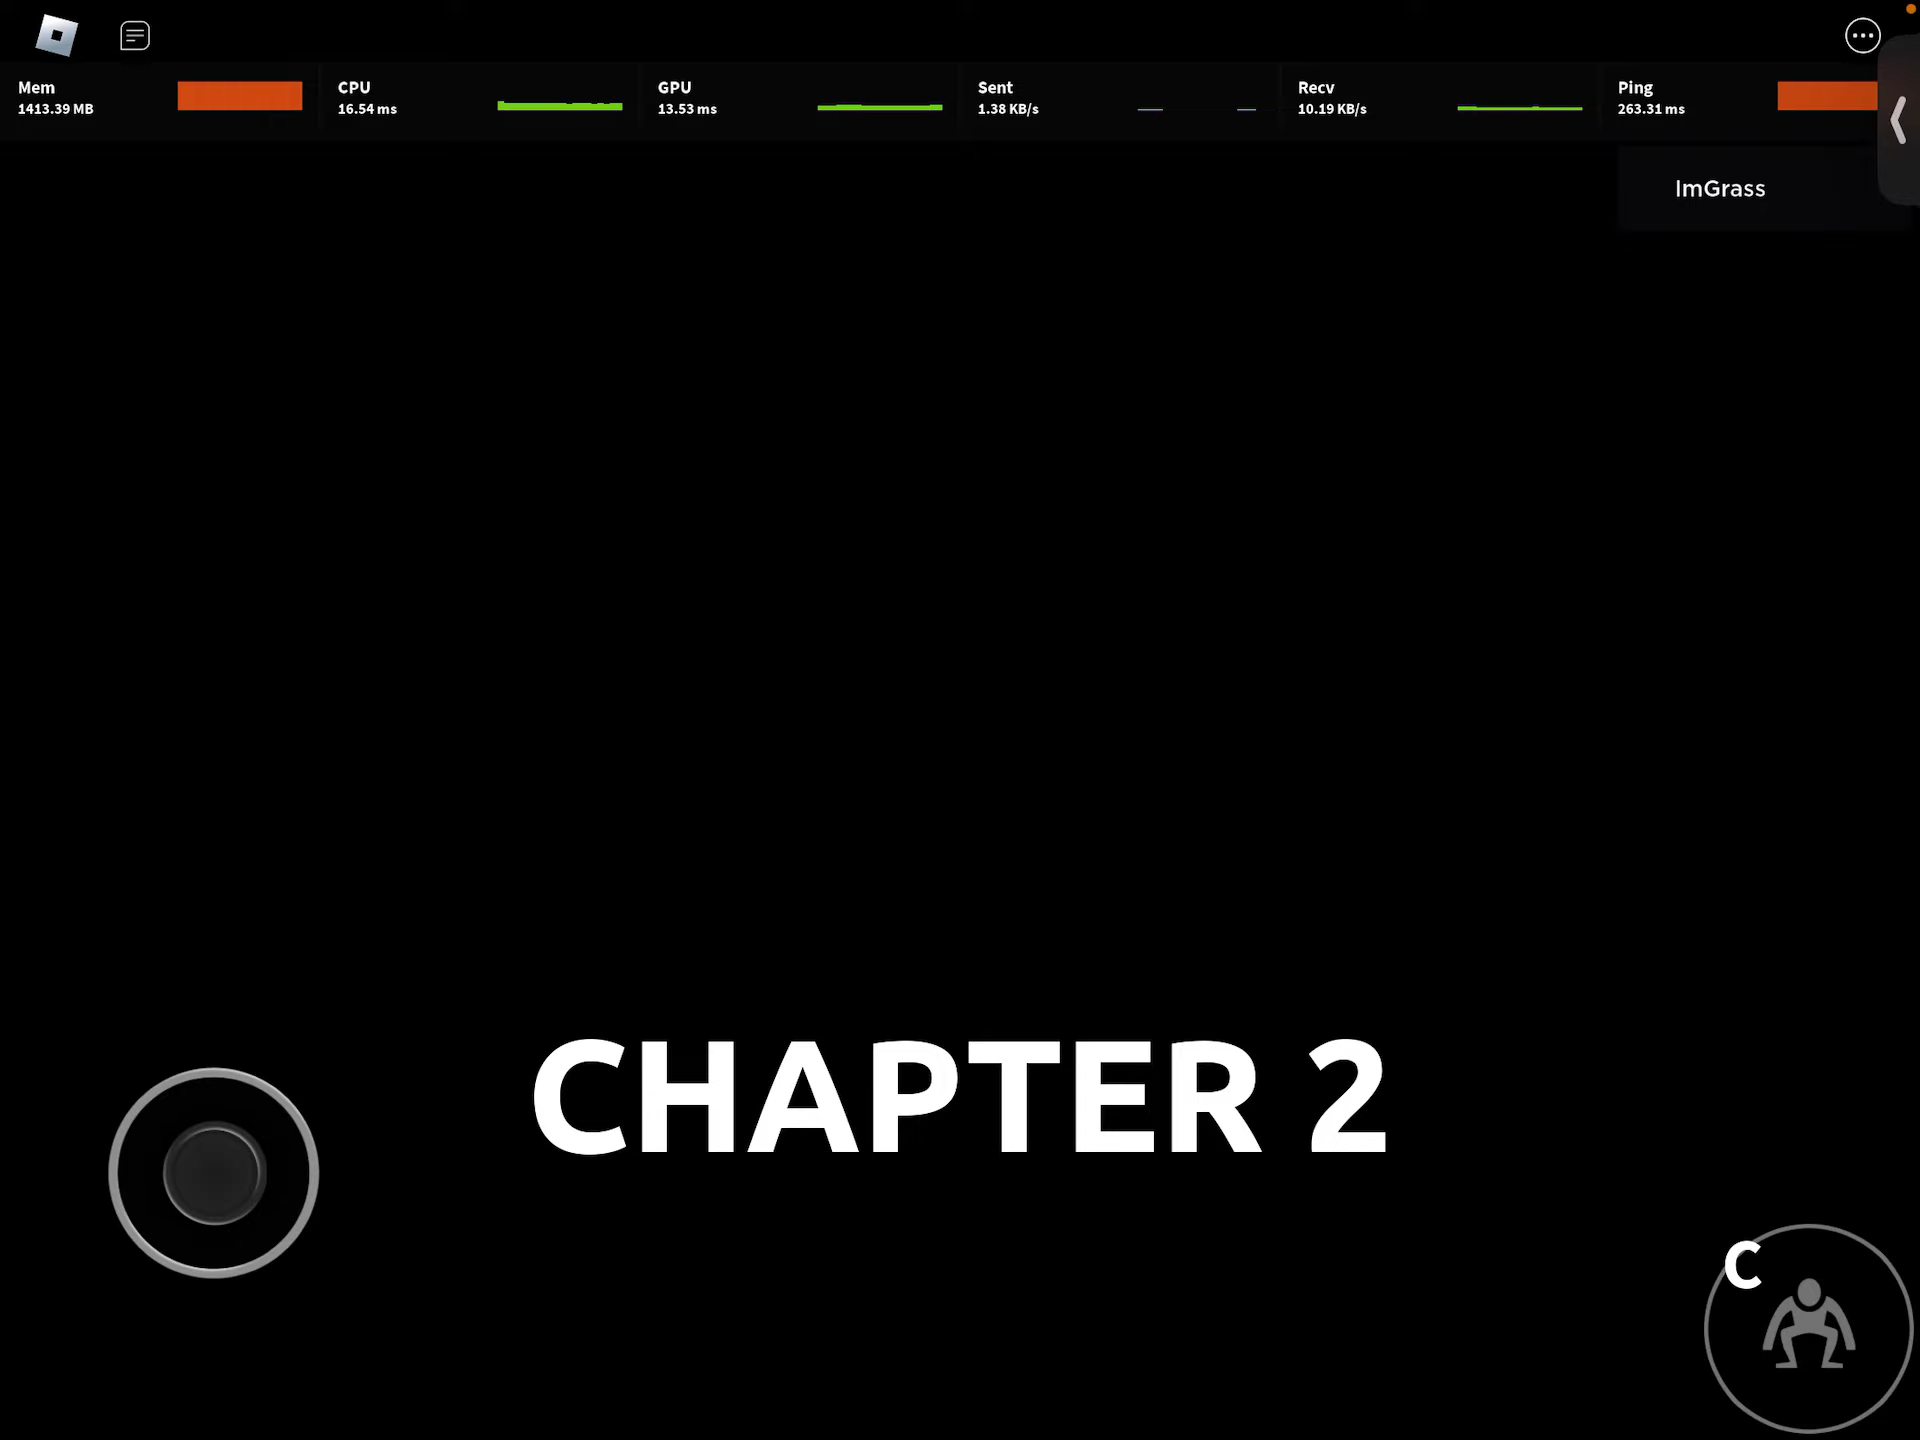 Mem
1413.39 MB
CPU
16.54 ms
GPU
13.53 ms
Sent
1.38 KB/s
Recv
10.19 KB/s
Ping
263.31 ms
ImGrass
CHAPTER 2
C